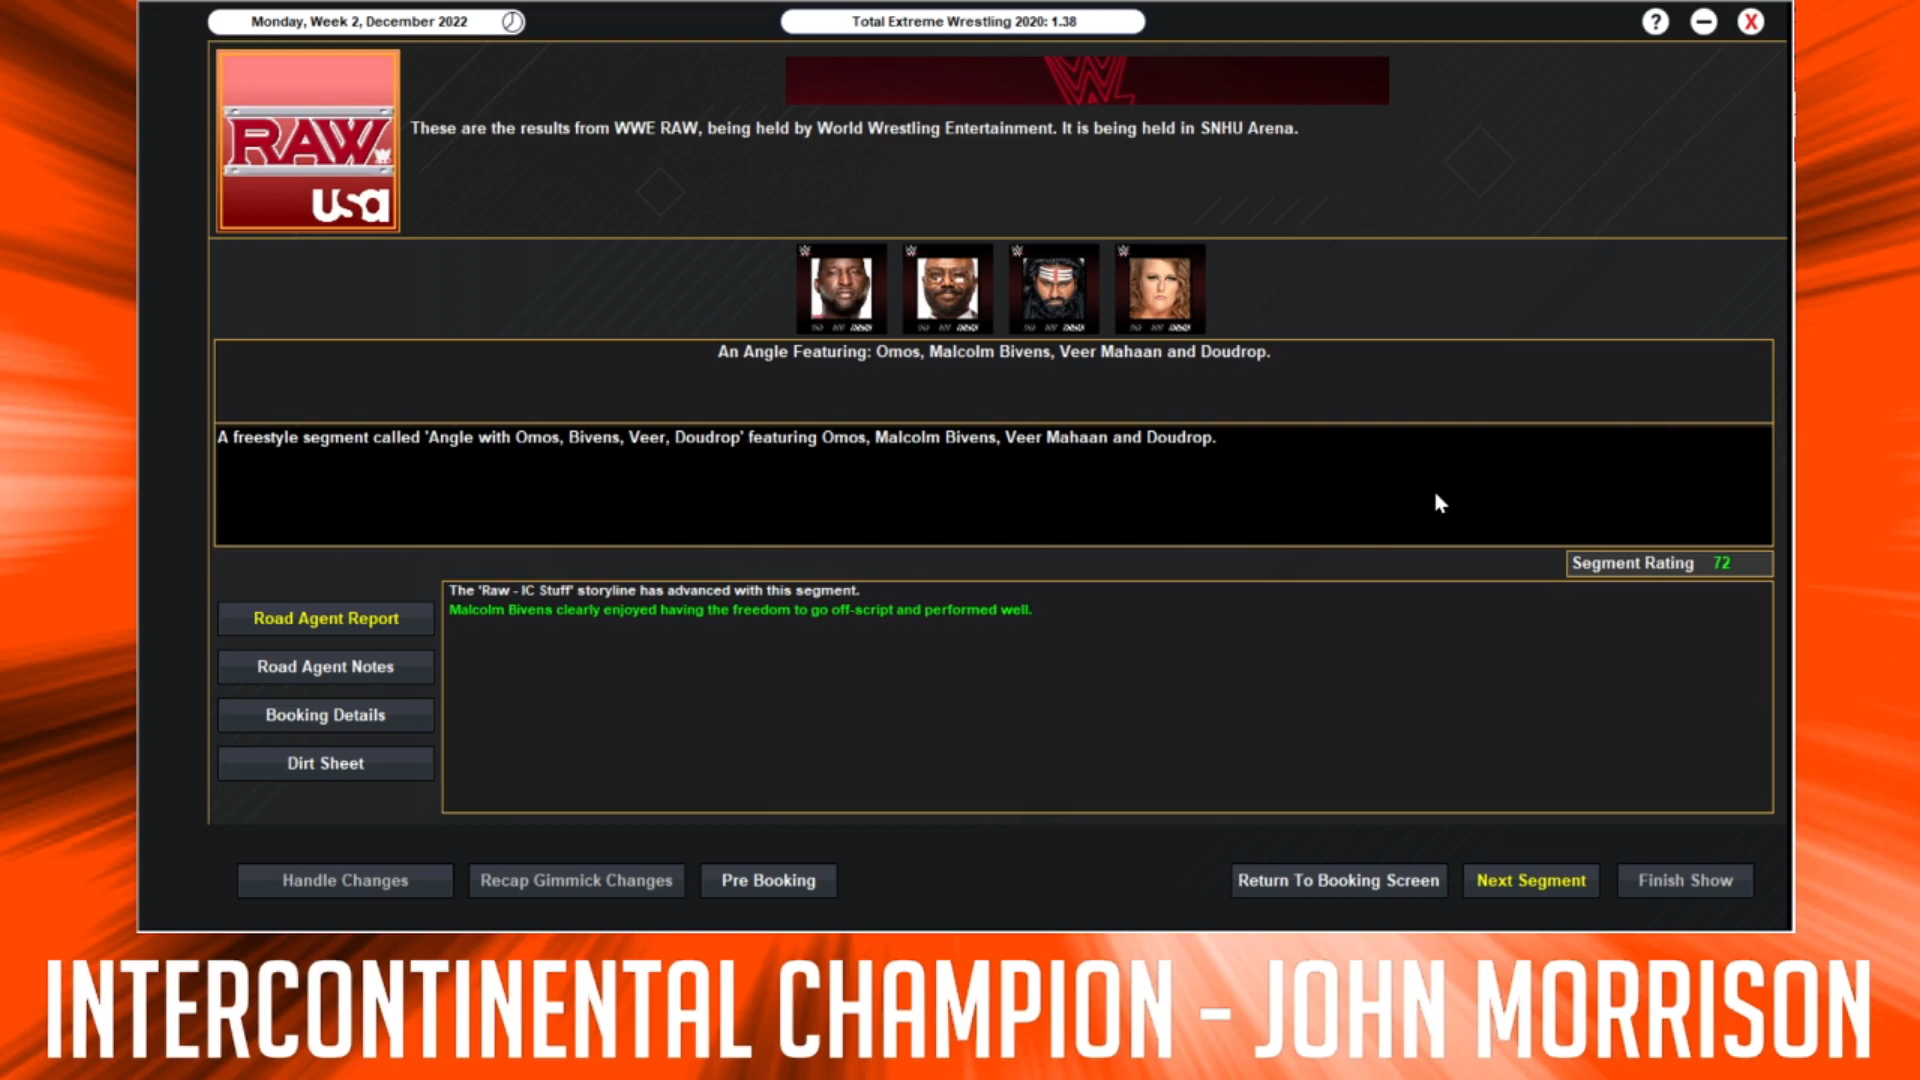 Monday, Week 2, December 2022
Total Extreme Wrestling 2020: 1.38
?
X
RAW
usa
These are the results from WWE RAW, being held by World Wrestling Entertainment. It is being held in SNHU Arena.
An Angle Featuring: Omos, Malcolm Bivens, Veer Mahaan and Doudrop.
A freestyle segment called 'Angle with Omos, Bivens, Veer, Doudrop' featuring Omos, Malcolm Bivens, Veer Mahaan and Doudrop.
Segment Rating 72
The 'Raw - IC Stuff' storyline has advanced with this segment.
Malcolm Bivens clearly enjoyed having the freedom to go off-script and performed well.
Road Agent Report
Road Agent Notes
Booking Details
Dirt Sheet
Handle Changes
Recap Gimmick Changes
Pre Booking
Return To Booking Screen
Next Segment
Finish Show
INTERCONTINENTAL CHAMPION - JOHN MORRISON